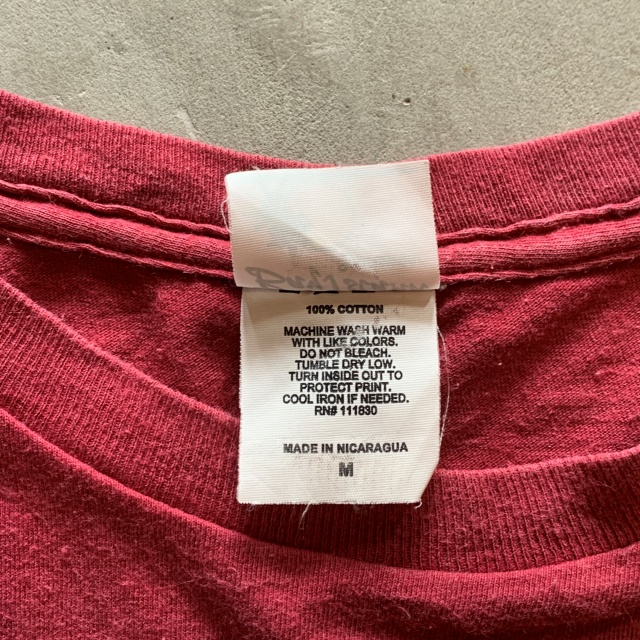 100% COTTON
MACHINE WASH WARM
WITH LIKE COLORS.
DO NOT BLEACH.
TUMBLE DRY LOW.
TURN INSIDE OUT TO
PROTECT PRINT.
COOL IRON IF NEEDED.
RN# 111830
MADE IN NICARAGUA
M